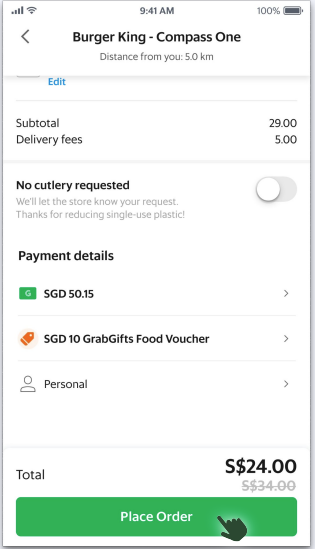 9:41 AM
100%
Burger King - Compass One
Distance from you: 5.0 km
Edit
Subtotal 29.00
Delivery fees 5.00
No cutlery requested
We'll let the store know your request.
Thanks for reducing single-use plastic!
Payment details
G SGD 50.15
SGD 10 GrabGifts Food Voucher
Personal
Total S$24.00
S$34.00
Place Order